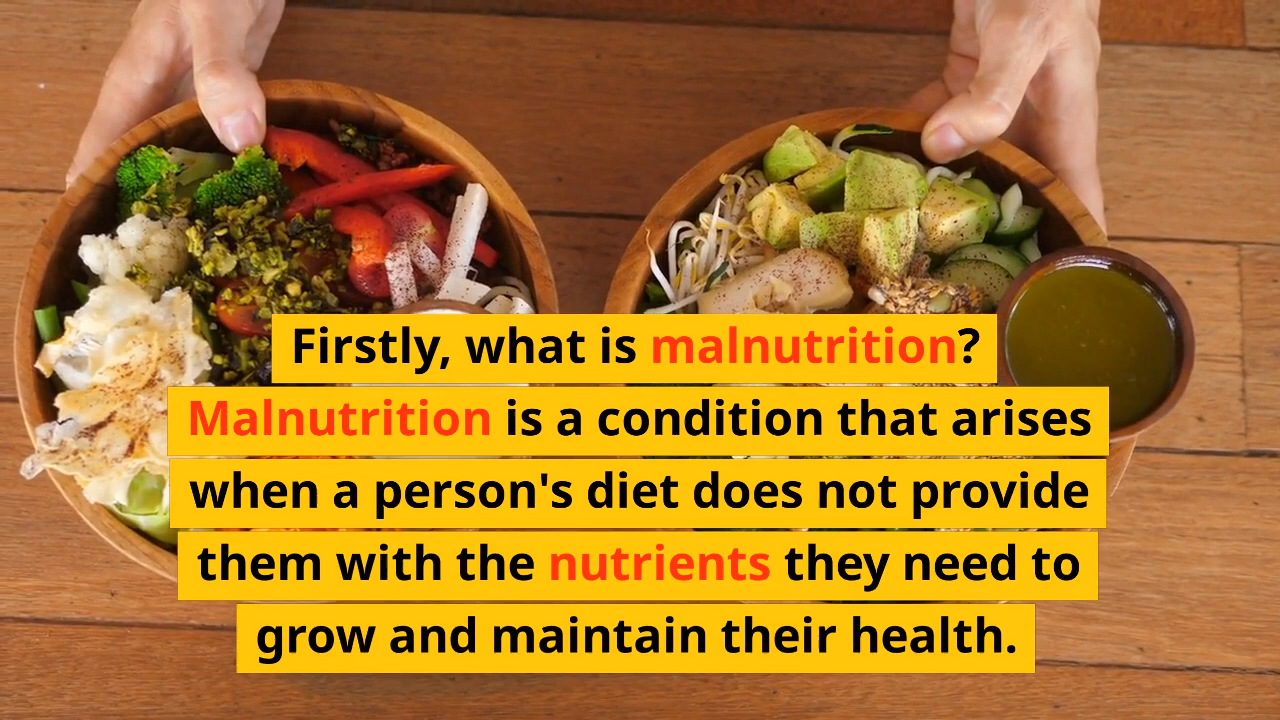 Firstly, what is malnutrition?
Malnutrition is a condition that arises
when a person's diet does not provide
them with the nutrients they need to
grow and maintain their health.